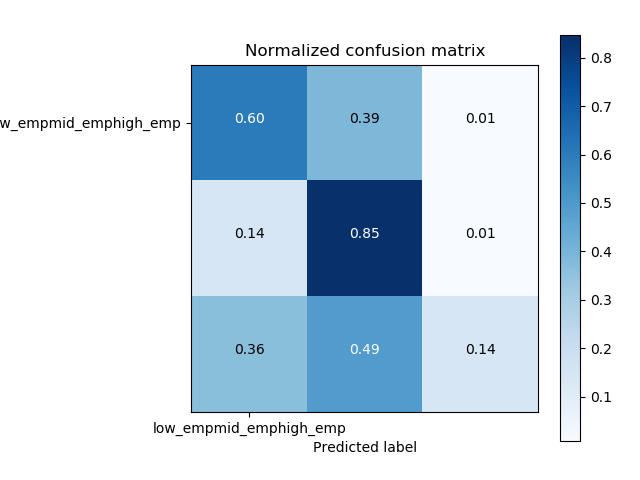 Normalized confusion matrix
w_empmid_emphigh_emp
0.60 0.39 0.01
0.14 0.85 0.01
0.36 0.49 0.14
low_empmid_emphigh_emp
Predicted label
0.8
0.7
0.6
0.5
0.4
0.3
0.2
0.1